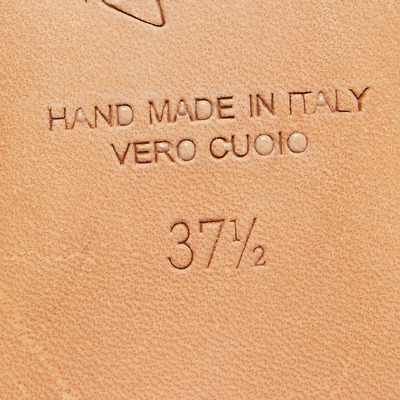 HAND MADE IN ITALY
VERO CUOIO
37½